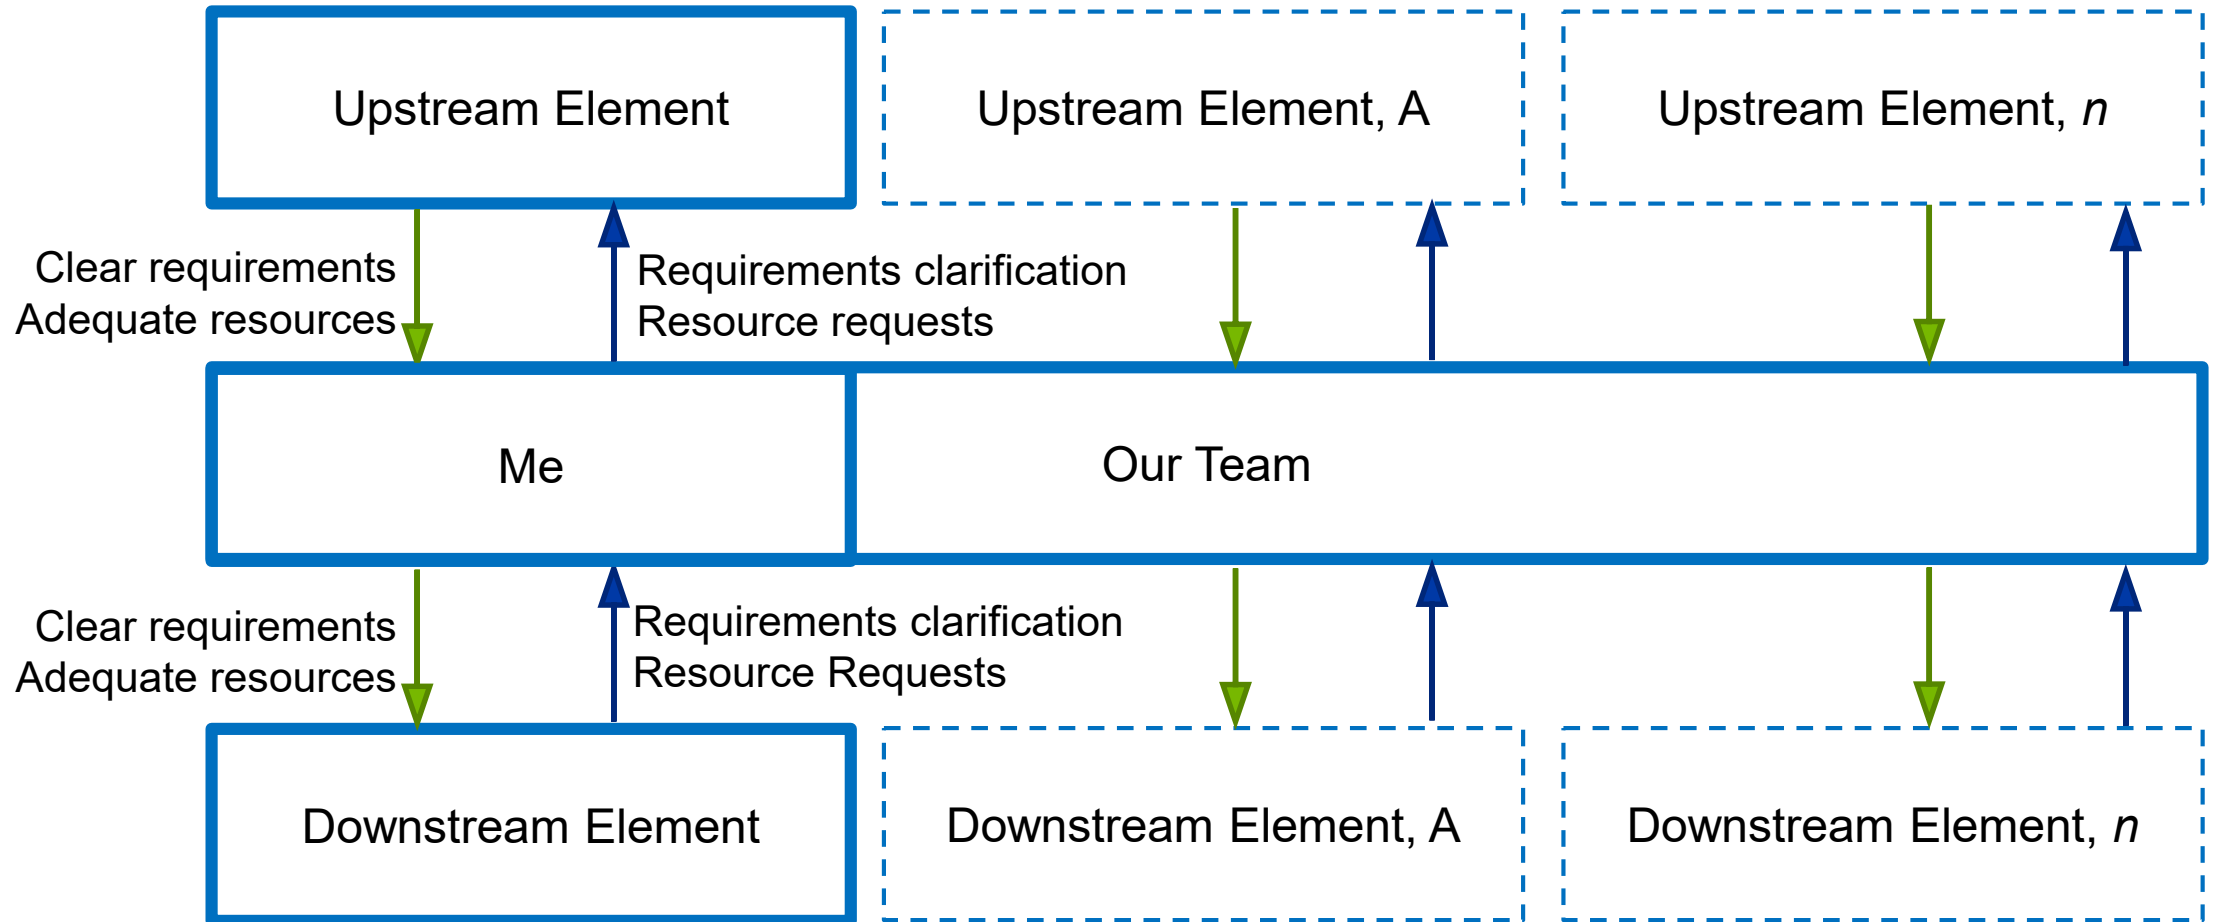 Upstream Element
Upstream Element, A
Upstream Element, n
Clear requirements
Adequate resources
Requirements clarification
Resource requests
Me
Our Team
Clear requirements
Adequate resources
Requirements clarification
Resource Requests
Downstream Element
Downstream Element, A
Downstream Element, n